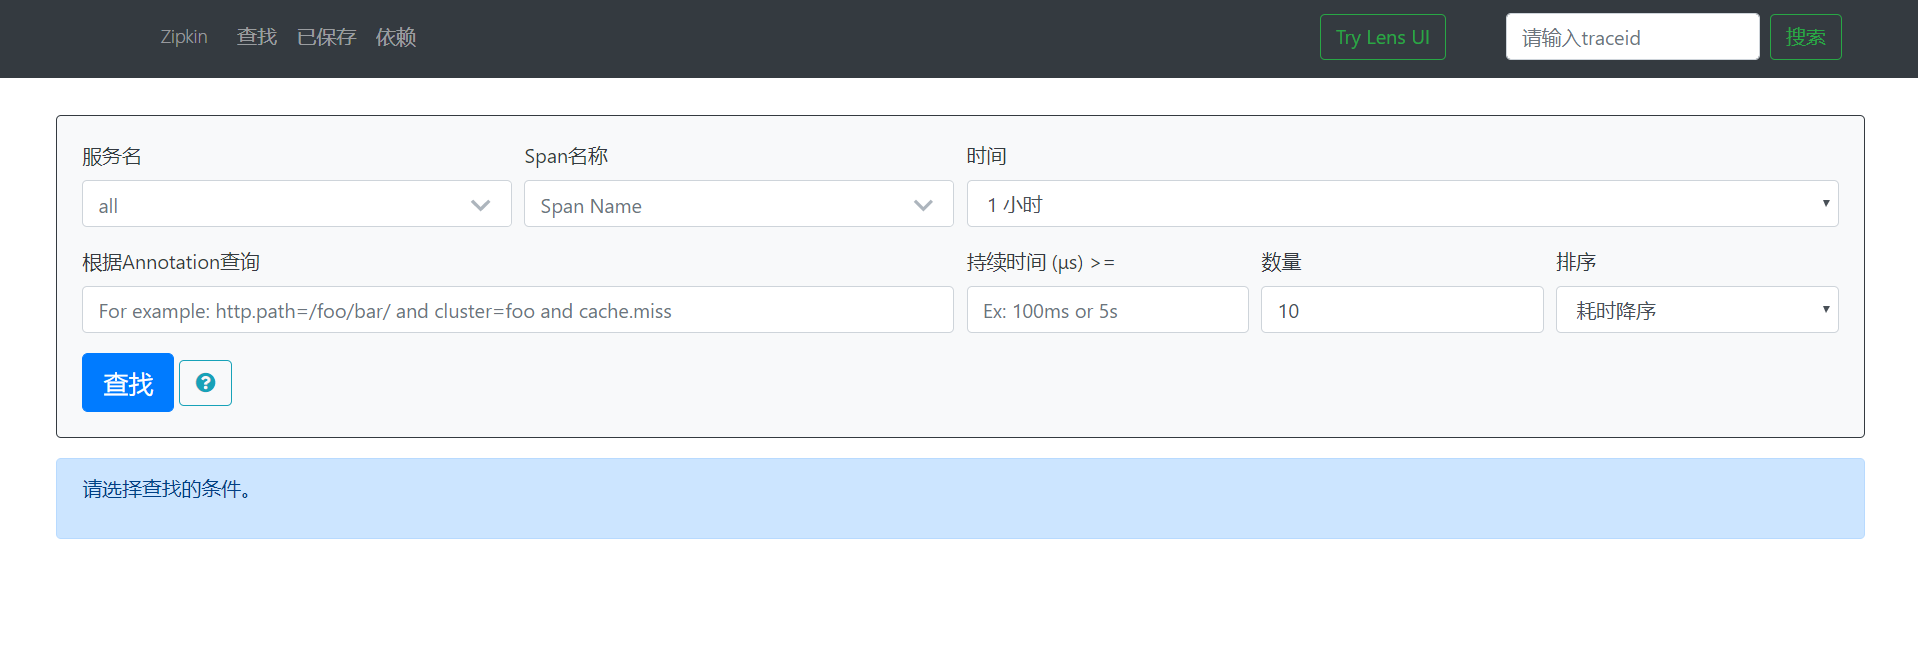 Zipkin 查找 已保存 依赖 Try Lens UI 请输入traceid 搜索
服务名 Span名称 时间
all Span Name 1 小时
根据Annotation查询 持续时间 (μs) >= 数量 排序
For example: http.path=/foo/bar/ and cluster=foo and cache.miss Ex: 100ms or 5s 10 耗时降序
查找
请选择查找的条件。